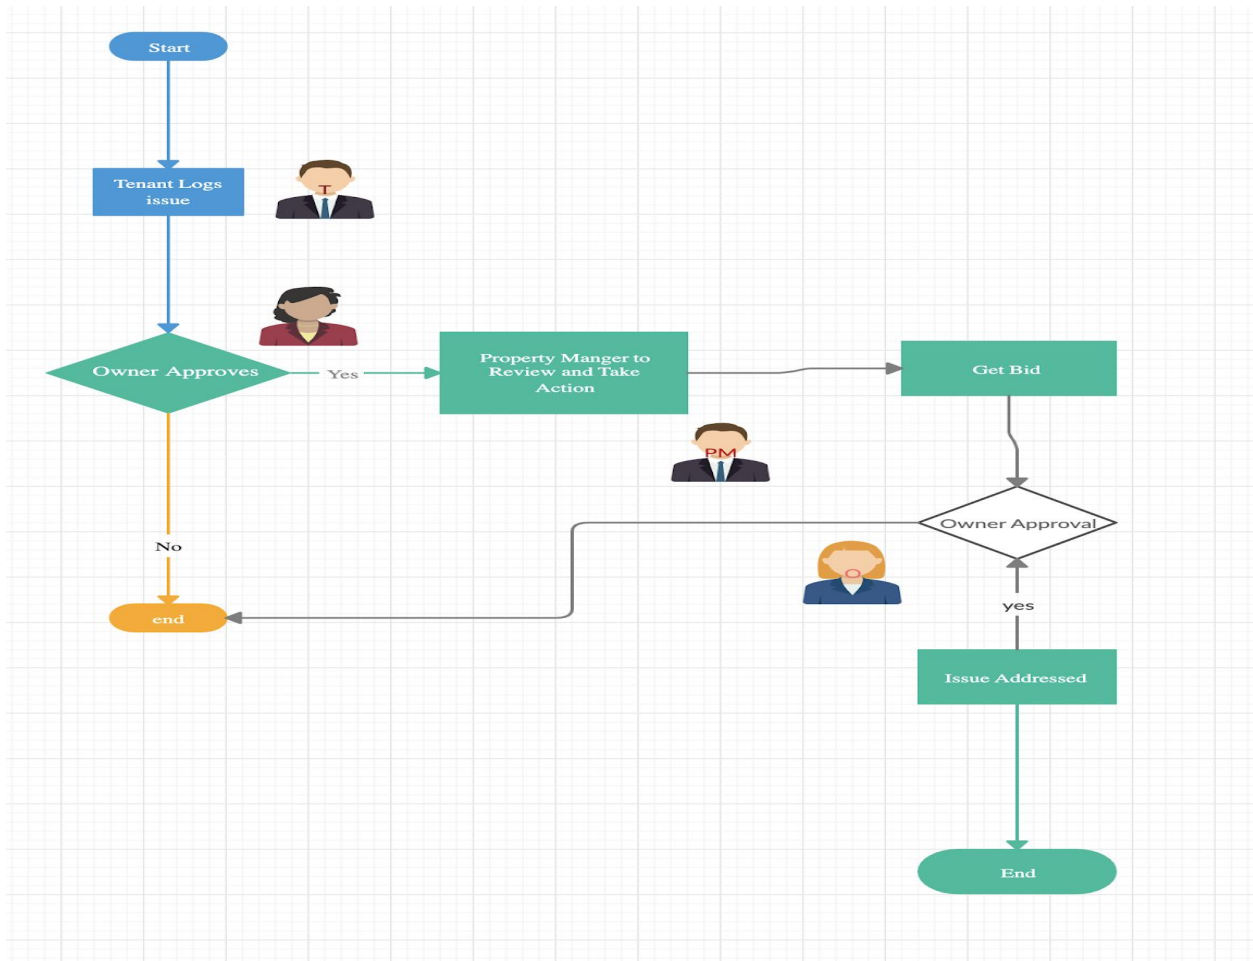 Start
Tenant Logs
issue
T
Owner Approves
Yes
Property Manger to
Review and Take
Action
Get Bid
PM
Owner Approval
No
O
yes
end
Issue Addressed
End